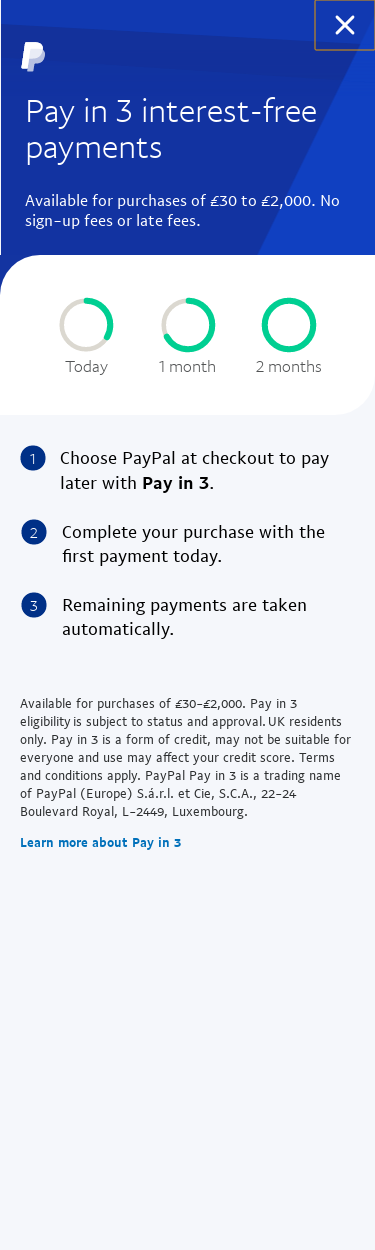 Pay in 3 interest-free
payments
Available for purchases of £30 to £2,000. No
sign-up fees or late fees.
Today 1 month 2 months
1 Choose PayPal at checkout to pay
later with Pay in 3.
2 Complete your purchase with the
first payment today.
3 Remaining payments are taken
automatically.
Available for purchases of £30-£2,000. Pay in 3
eligibility is subject to status and approval. UK residents
only. Pay in 3 is a form of credit, may not be suitable for
everyone and use may affect your credit score. Terms
and conditions apply. PayPal Pay in 3 is a trading name
of PayPal (Europe) S.á.r.l. et Cie, S.C.A., 22-24
Boulevard Royal, L-2449, Luxembourg.
Learn more about Pay in 3